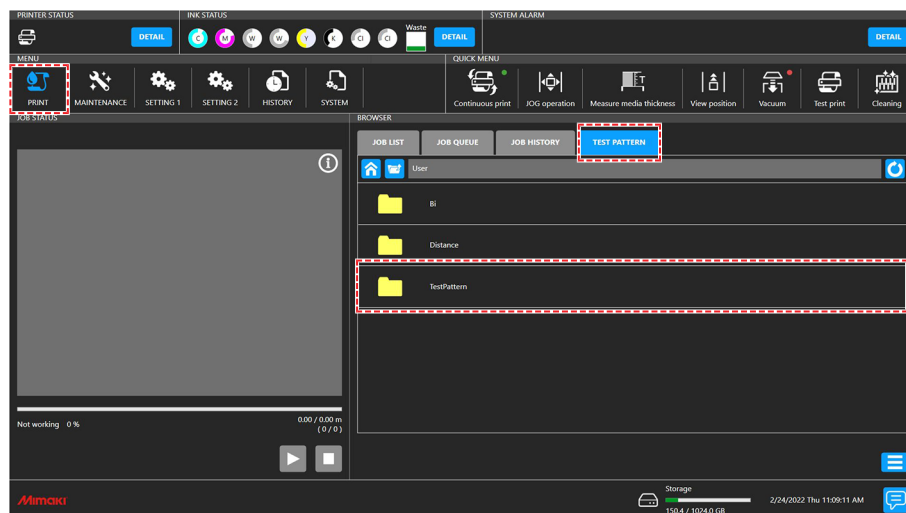 PRINTER STATUS
DETAIL
INK STATUS
C M W W Y K Cl Cl
Waste
DETAIL
SYSTEM ALARM
DETAIL
MENU
PRINT
MAINTENANCE
SETTING 1
SETTING 2
HISTORY
SYSTEM
QUICK MENU
Continuous print
JOG operation
Measure media thickness
View position
Vacuum
Test print
Cleaning
JOB STATUS
Not working 0 %
0.00 / 0.00 m
( 0 / 0 )
BROWSER
JOB LIST
JOB QUEUE
JOB HISTORY
TEST PATTERN
User
Bi
Distance
TestPattern
Mimaki
Storage
150.4 / 1024.0 GB
2/24/2022 Thu 11:09:11 AM